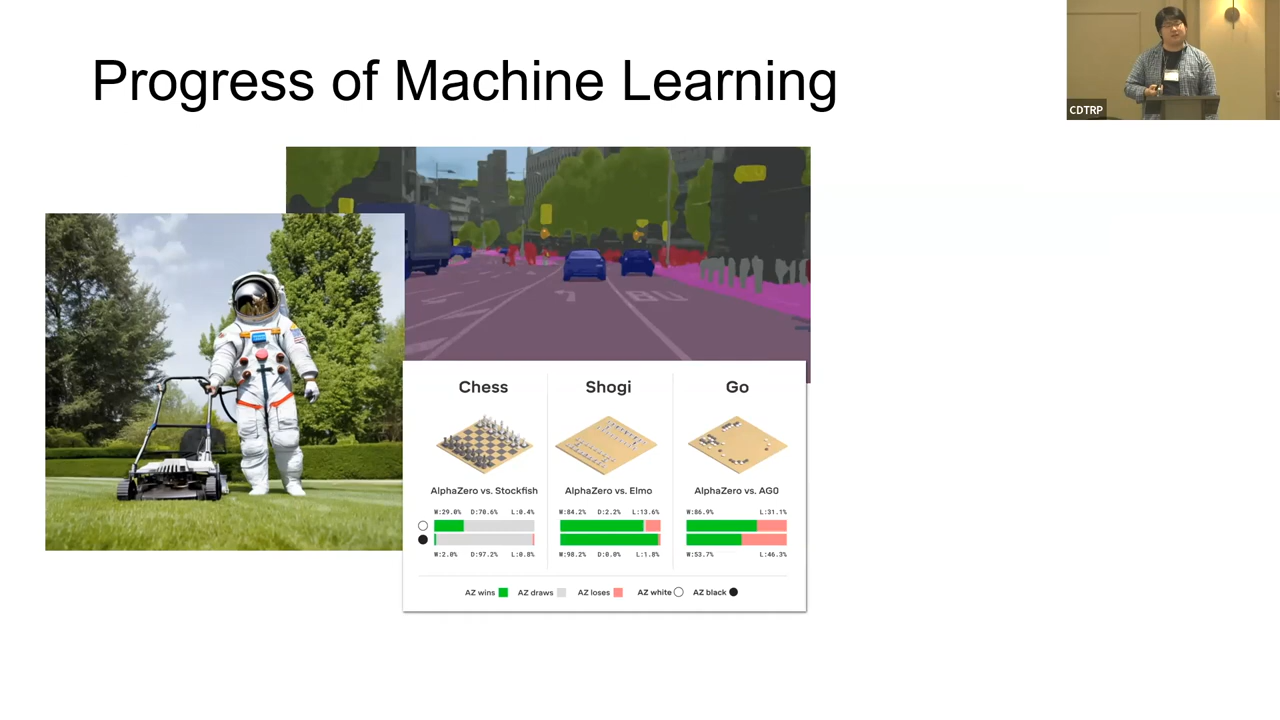 Progress of Machine Learning
CDTRP
Chess Shogi Go
AlphaZero vs. Stockfish AlphaZero vs. Elmo AlphaZero vs. AG0
W:29.0% D:70.6% L:0.4% W:84.2% D:2.2% L:13.6% W:86.9% L:31.1%
W:2.0% D:97.2% L:0.8% W:98.2% D:0.0% L:1.8% W:53.7% L:46.3%
AZ wins AZ draws AZ loses AZ white AZ black